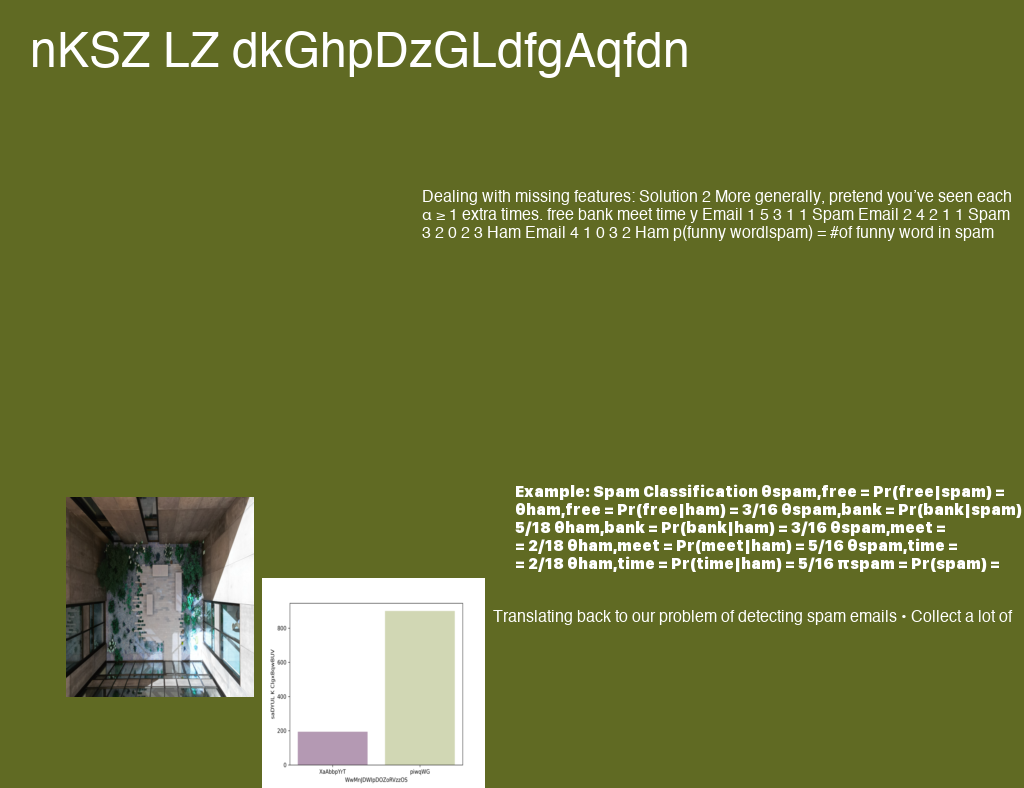 nKSZ LZ dkGhpDzGLdfgAqfdn
Dealing with missing features: Solution 2 More generally, pretend you've seen each
α ≥ 1 extra times. free bank meet time y Email 1 5 3 1 1 Spam Email 2 4 2 1 1 Spam
3 2 0 2 3 Ham Email 4 1 0 3 2 Ham p(funny word|spam) = #of funny word in spam
Example: Spam Classification θspam,free = Pr(free|spam) =
θham,free = Pr(free|ham) = 3/16 θspam,bank = Pr(bank|spam)
5/18 θham,bank = Pr(bank|ham) = 3/16 θspam,meet =
= 2/18 θham,meet = Pr(meet|ham) = 5/16 θspam,time =
= 2/18 θham,time = Pr(time|ham) = 5/16 πspam = Pr(spam) =
Translating back to our problem of detecting spam emails • Collect a lot of
800
600
400
200
0
XaAbbpYrT
piwqWG